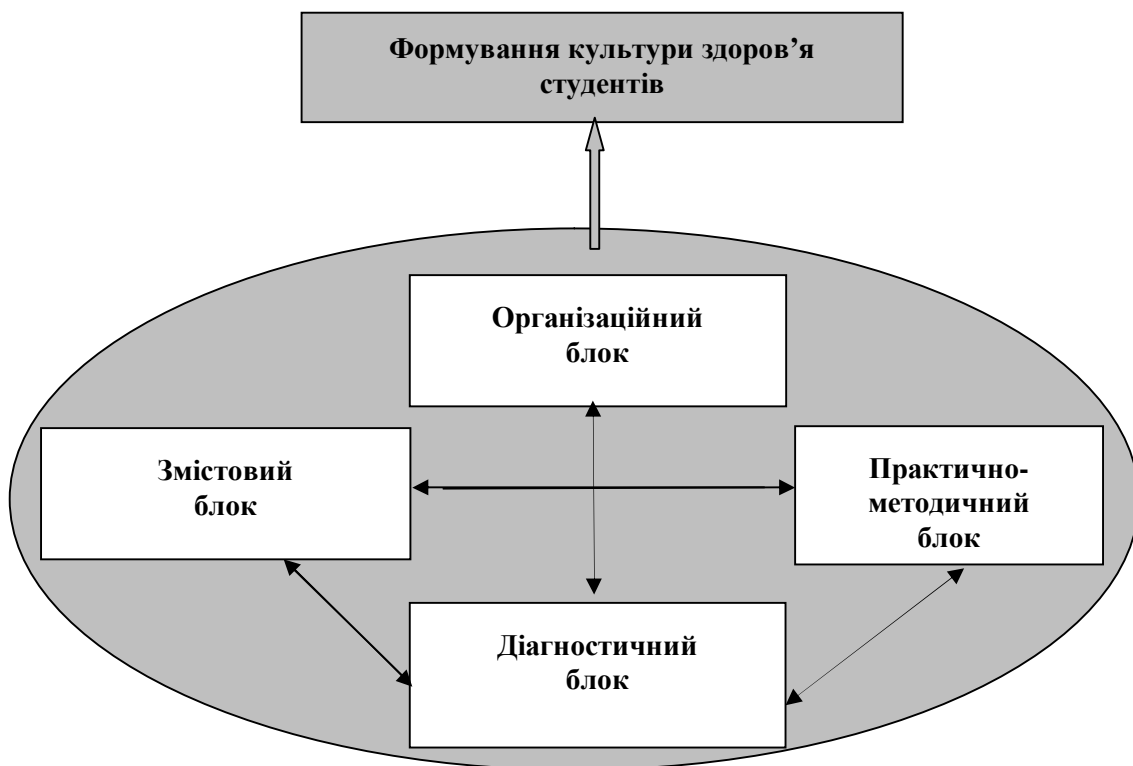 Формування культури здоров’я
студентів
Організаційний
блок
Змістовий
блок
Практично-
методичний
блок
Діагностичний
блок